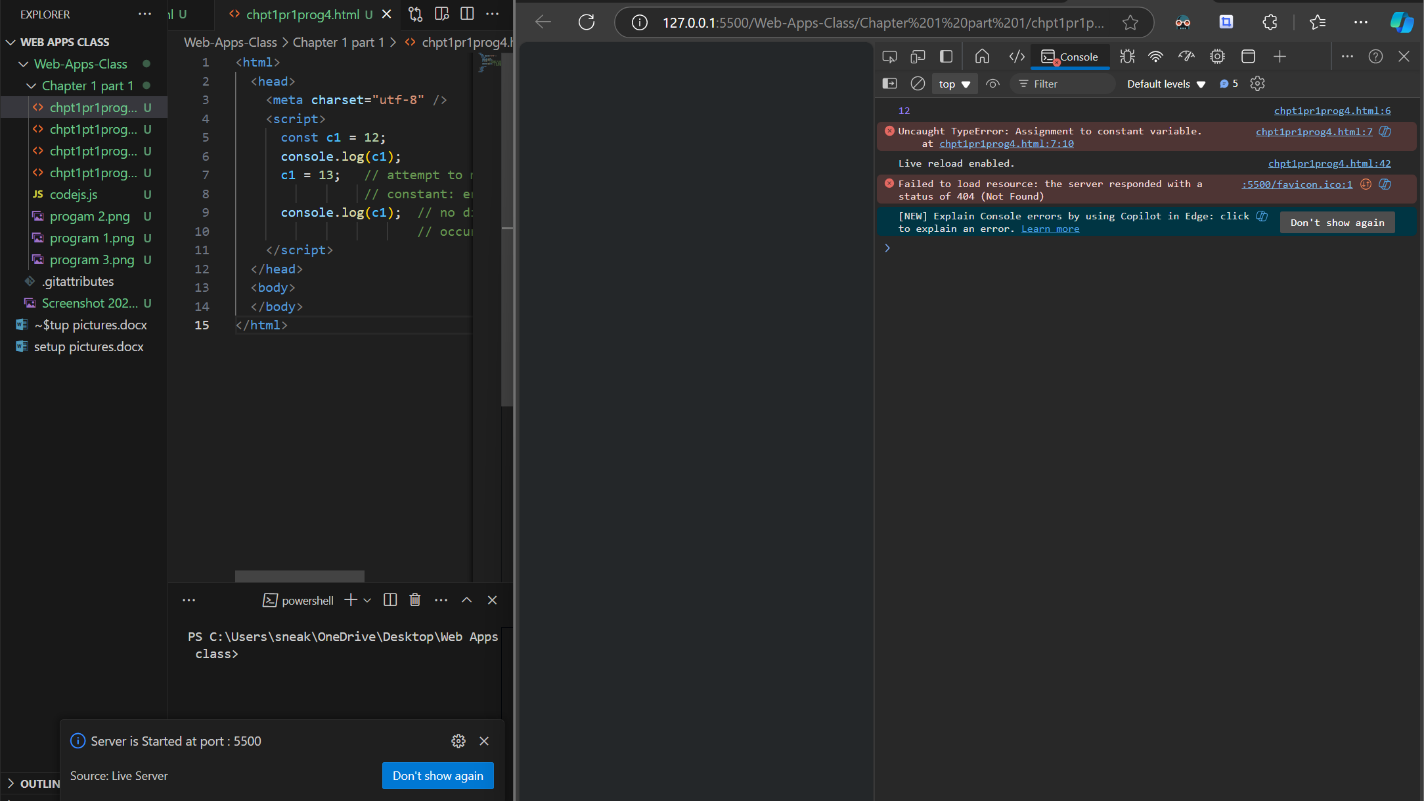 EXPLORER
WEB APPS CLASS
Web-Apps-Class
Chapter 1 part 1
chpt1pr1prog... U
chpt1pt1prog... U
chpt1pt1prog... U
chpt1pt1prog... U
JS codejs.js U
progam 2.png U
program 1.png U
program 3.png U
.gitattributes
Screenshot 202... U
~$tup pictures.docx
setup pictures.docx
OUTLIN
U
chpt1pr1prog4.html U
Web-Apps-Class > Chapter 1 part 1 > chpt1pr1prog4.h
1 <html>
2 <head>
3 <meta charset="utf-8" />
4 <script>
5 const c1 = 12;
6 console.log(c1);
7 c1 = 13; // attempt to
8 // constant:
9 console.log(c1); // no
10 // occu
11 </script>
12 </head>
13 <body>
14 </body>
15 </html>
powershell
PS C:\Users\sneak\OneDrive\Desktop\Web Apps
class>
Server is Started at port : 5500
Source: Live Server
Don't show again
127.0.0.1:5500/Web-Apps-Class/Chapter%201%20part%201/chpt1pr1p...
Console
top
Filter
Default levels
5
12 chpt1pr1prog4.html:6
Uncaught TypeError: Assignment to constant variable. chpt1pr1prog4.html:7
at chpt1pr1prog4.html:7:10
Live reload enabled. chpt1pr1prog4.html:42
Failed to load resource: the server responded with a :5500/favicon.ico:1
status of 404 (Not Found)
[NEW] Explain Console errors by using Copilot in Edge: click
to explain an error. Learn more
Don't show again